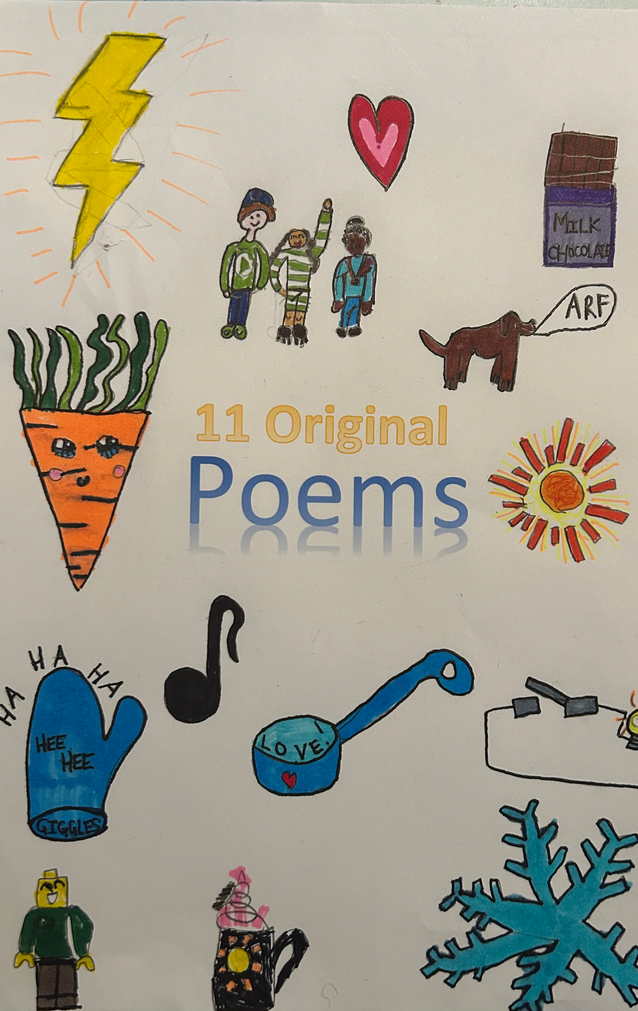 MILK
CHOCOLATE
ARF
11 Original
Poems
HA HA HA
LOVE!
HEE
HEE
GIGGLES